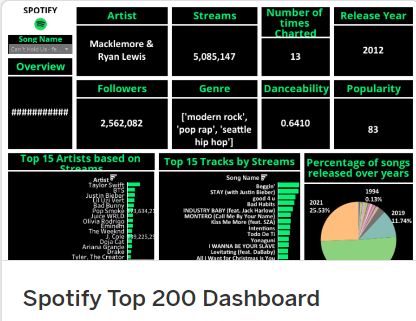 SPOTIFY
Song Name
Can't Hold Us - fe
Overview
###########
Artist
Macklemore &
Ryan Lewis
Streams
5,085,147
Number of
times
Charted
13
Release Year
2012
Followers
2,562,082
Genre
['modern rock',
'pop rap', 'seattle
hip hop']
Danceability
0.6410
Popularity
83
Top 15 Artists based on
Streams
Artist
Taylor Swift
BTS
Justin Bieber
Lil Uzi Vert
Bad Bunny
Pop Smoke
Juice WRLD
Olivia Rodrigo
Eminem
The Weeknd
J. Cole
Doja Cat
Ariana Grande
Drake
Tyler, The Creator
Top 15 Tracks by Streams
Song Name
Beggin'
STAY (with Justin Bieber)
good 4 u
Bad Habits
INDUSTRY BABY (feat. Jack Harlow)
MONTERO (Call Me By Your Name)
Kiss Me More (feat. SZA)
Intentions
Todo De Ti
Yonaguni
I WANNA BE YOUR SLAVE
Levitating (feat. DaBaby)
All I Want for Christmas Is You
Percentage of songs
released over years
1994
0.13%
2021
25.53%
2019
11.74%
Spotify Top 200 Dashboard